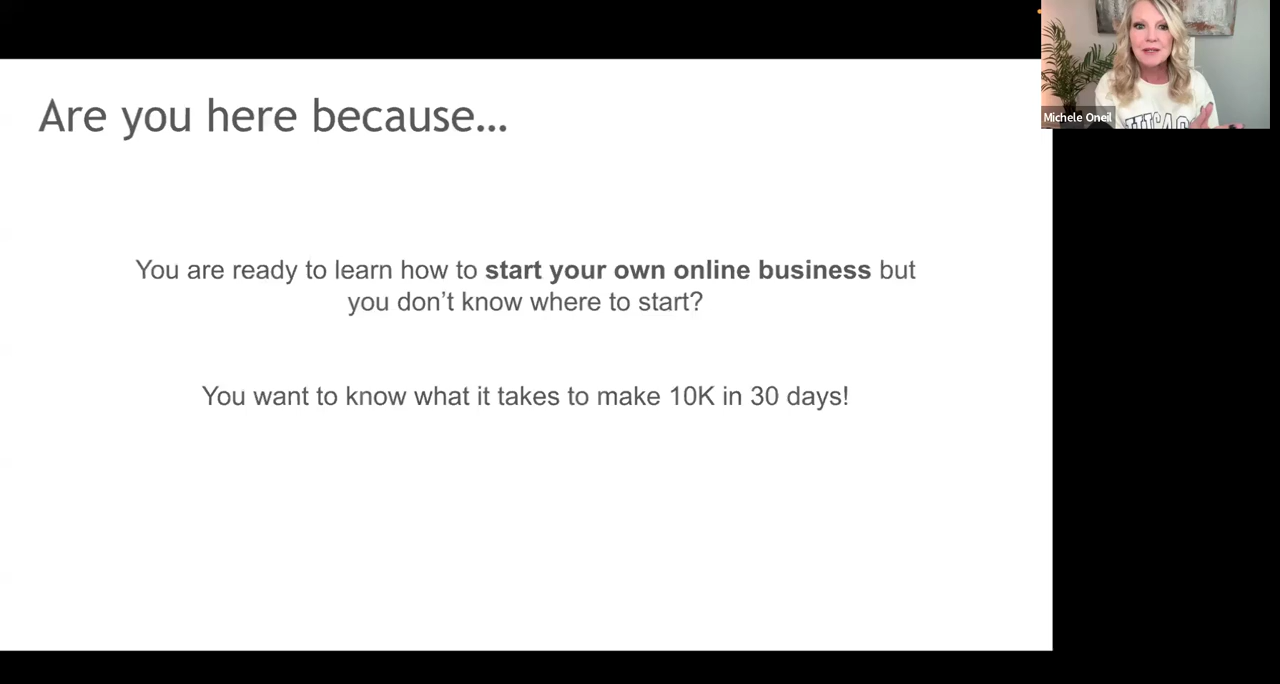 Are you here because…
You are ready to learn how to start your own online business but
you don’t know where to start?
You want to know what it takes to make 10K in 30 days!
Michele Oneil